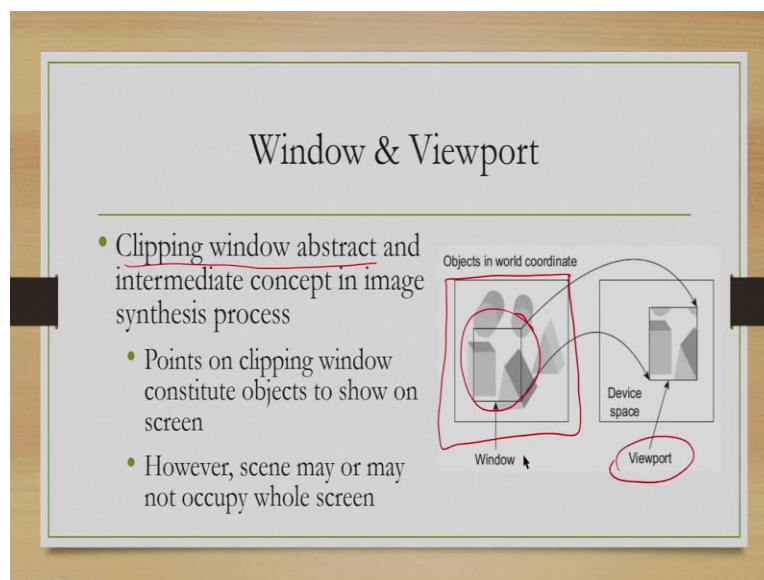 Window & Viewport
• Clipping window abstract and
intermediate concept in image
synthesis process
• Points on clipping window
constitute objects to show on
screen
• However, scene may or may
not occupy whole screen
Objects in world coordinate
Window
Device
space
Viewport